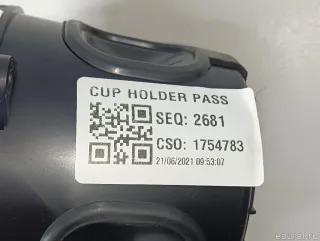 CUP HOLDER PASS
SEQ: 2681
CSO: 1754783
21/06/2021 09:53:07